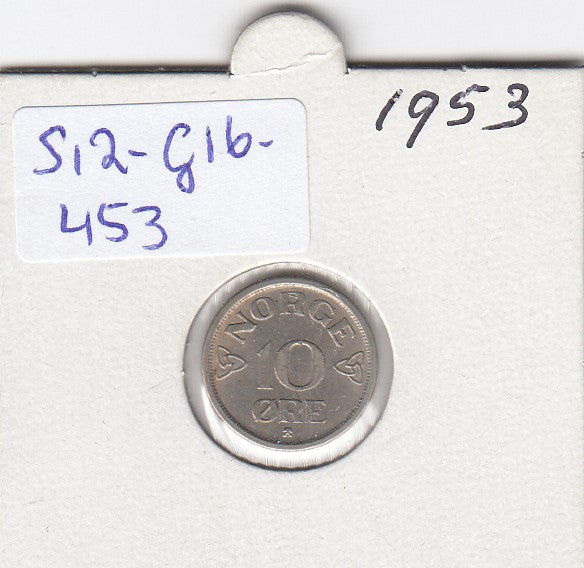 1953
S12-G16-
453
NORGE
10
ØRE